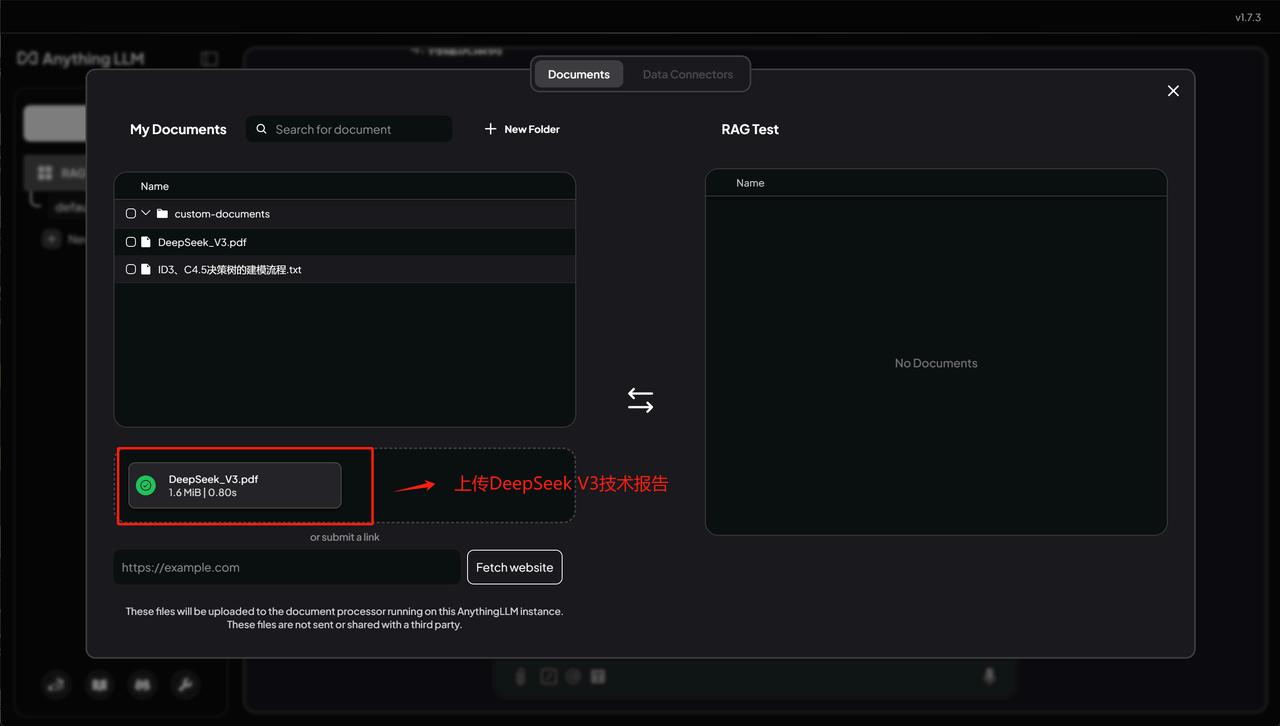 v1.7.3
Anything LLM
Documents
Data Connectors
My Documents
Search for document
New Folder
RAG Test
Name
custom-documents
DeepSeek_V3.pdf
ID3、C4.5决策树的建模流程.txt
Name
No Documents
RAG
defau
New
DeepSeek_V3.pdf
1.6 MiB | 0.80s
上传DeepSeek V3技术报告
or submit a link
https://example.com
Fetch website
These files will be uploaded to the document processor running on this AnythingLLM instance.
These files are not sent or shared with a third party.